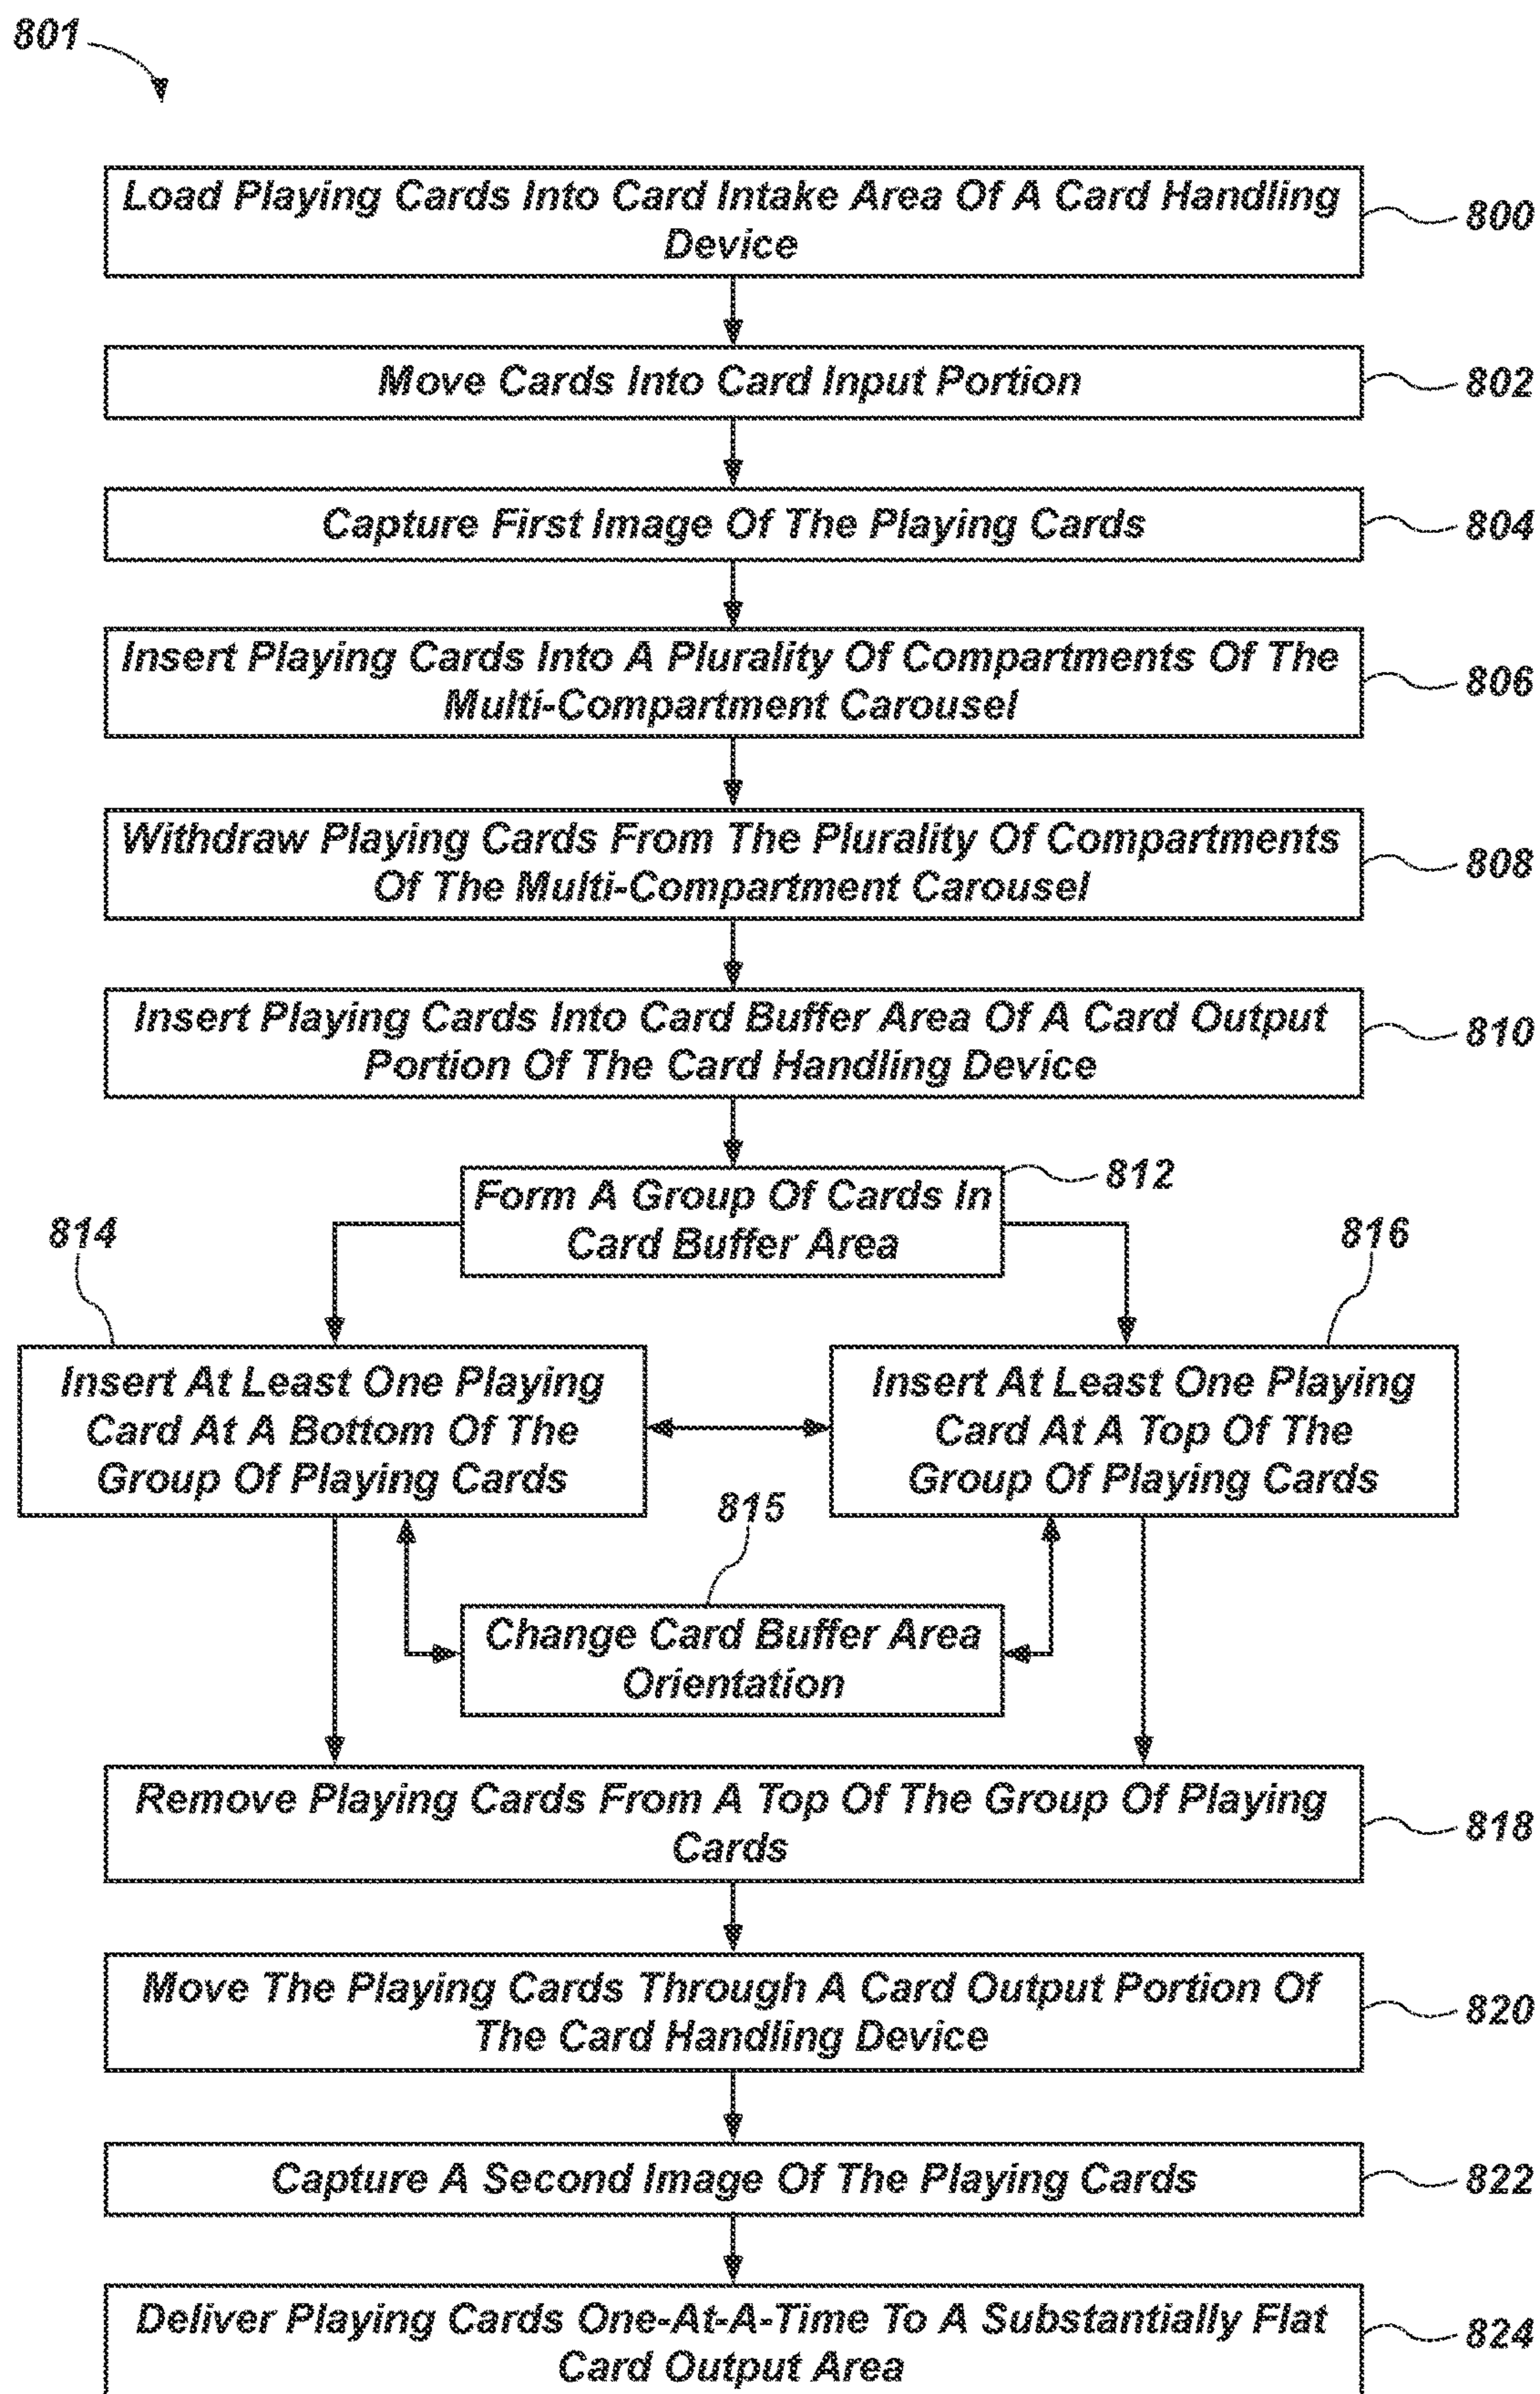 801
Load Playing Cards Into Card Intake Area Of A Card Handling
Device
800
Move Cards Into Card Input Portion
802
Capture First Image Of The Playing Cards
804
Insert Playing Cards Into A Plurality Of Compartments Of The
Multi-Compartment Carousel
806
Withdraw Playing Cards From The Plurality Of Compartments
Of The Multi-Compartment Carousel
808
Insert Playing Cards Into Card Buffer Area Of A Card Output
Portion Of The Card Handling Device
810
Form A Group Of Cards In
Card Buffer Area
812
814
Insert At Least One Playing
Card At A Bottom Of The
Group Of Playing Cards
816
Insert At Least One Playing
Card At A Top Of The
Group Of Playing Cards
815
Change Card Buffer Area
Orientation
Remove Playing Cards From A Top Of The Group Of Playing
Cards
818
Move The Playing Cards Through A Card Output Portion Of
The Card Handling Device
820
Capture A Second Image Of The Playing Cards
822
Deliver Playing Cards One-At-A-Time To A Substantially Flat
Card Output Area
824